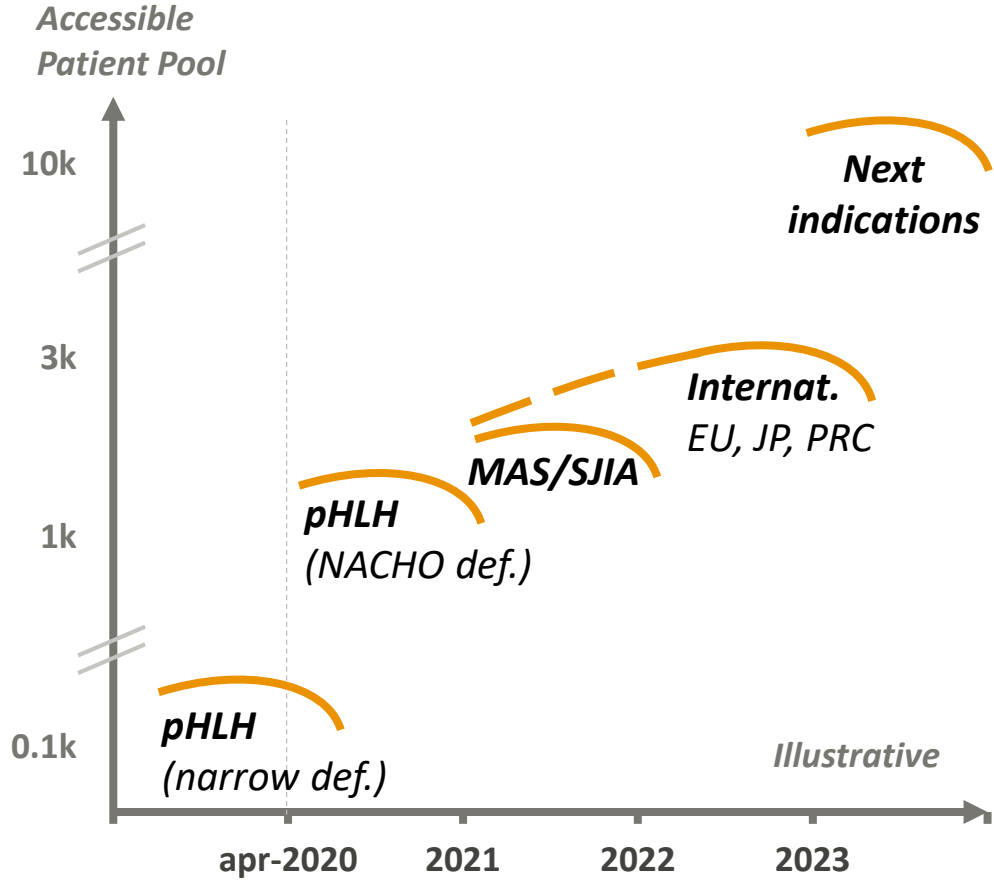 Accessible
Patient Pool
10k
Next
indications
3k
Internat.
EU, JP, PRC
MAS/SJIA
pHLH
(NACHO def.)
1k
pHLH
(narrow def.)
0.1k
Illustrative
apr-2020
2021
2022
2023